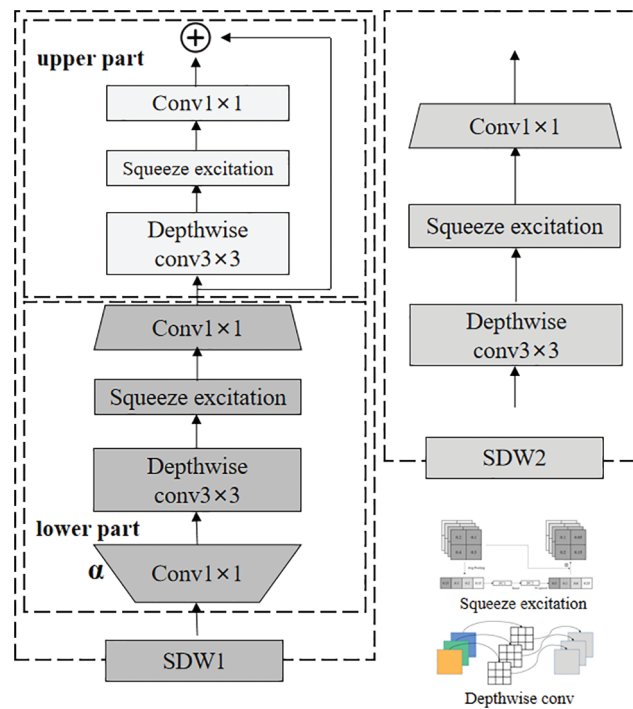 upper part
Conv1×1
Squeeze excitation
Depthwise
conv3×3
Conv1×1
Squeeze excitation
Depthwise
conv3×3
lower part
α
Conv1×1
SDW1
Conv1×1
Squeeze excitation
Depthwise
conv3×3
SDW2
Squeeze excitation
Depthwise conv